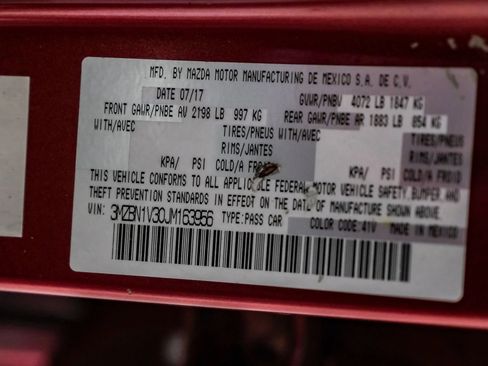 MFD. BY MAZDA MOTOR MANUFACTURING DE MEXICO S.A. DE C.V.
DATE 07/17 GVWR/PNBV 4072 LB 1847 KG
FRONT GAWR/PNBE AV 2198 LB 997 KG REAR GAWR/PNBE AR 1883 LB 854 KG
WITH/AVEC TIRES/PNEUS WITH/AVEC TIRES/PNEUS
RIMS/JANTES RIMS/JANTES
KPA/ PSI COLD/A FROID KPA/ PSI COLD/A FROID
THIS VEHICLE CONFORMS TO ALL APPLICABLE FEDERAL MOTOR VEHICLE SAFETY, BUMPER, AND
THEFT PREVENTION STANDARDS IN EFFECT ON THE DATE OF MANUFACTURE SHOWN ABOVE.
VIN: 3MZBN1V30JM163956 TYPE:PASS CAR COLOR CODE: 41V MADE IN MEXICO